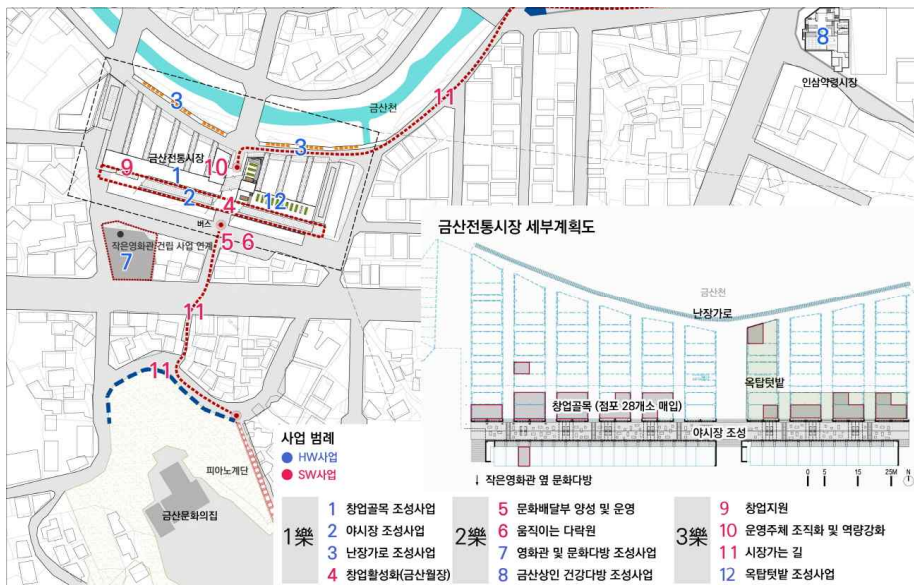 8
인삼약령시장
3
금산천
11
3
금산전통시장
10
9
1
2
4
12
버스
5 6
작은영화관 건립 사업 연계
7
11
11
피아노계단
금산문화의집
금산전통시장 세부계획도
금산천
난장가로
옥탑텃밭
창업골목 (점포 28개소 매입)
야시장 조성
↓ 작은영화관 옆 문화다방
0 5 15 25M N
사업 범례
HW사업
SW사업
1樂
1 창업골목 조성사업
2 야시장 조성사업
3 난장가로 조성사업
4 창업활성화(금산월장)
2樂
5 문화배달부 양성 및 운영
6 움직이는 다락원
7 영화관 및 문화다방 조성사업
8 금산상인 건강다방 조성사업
3樂
9 창업지원
10 운영주체 조직화 및 역량강화
11 시장가는 길
12 옥탑텃밭 조성사업